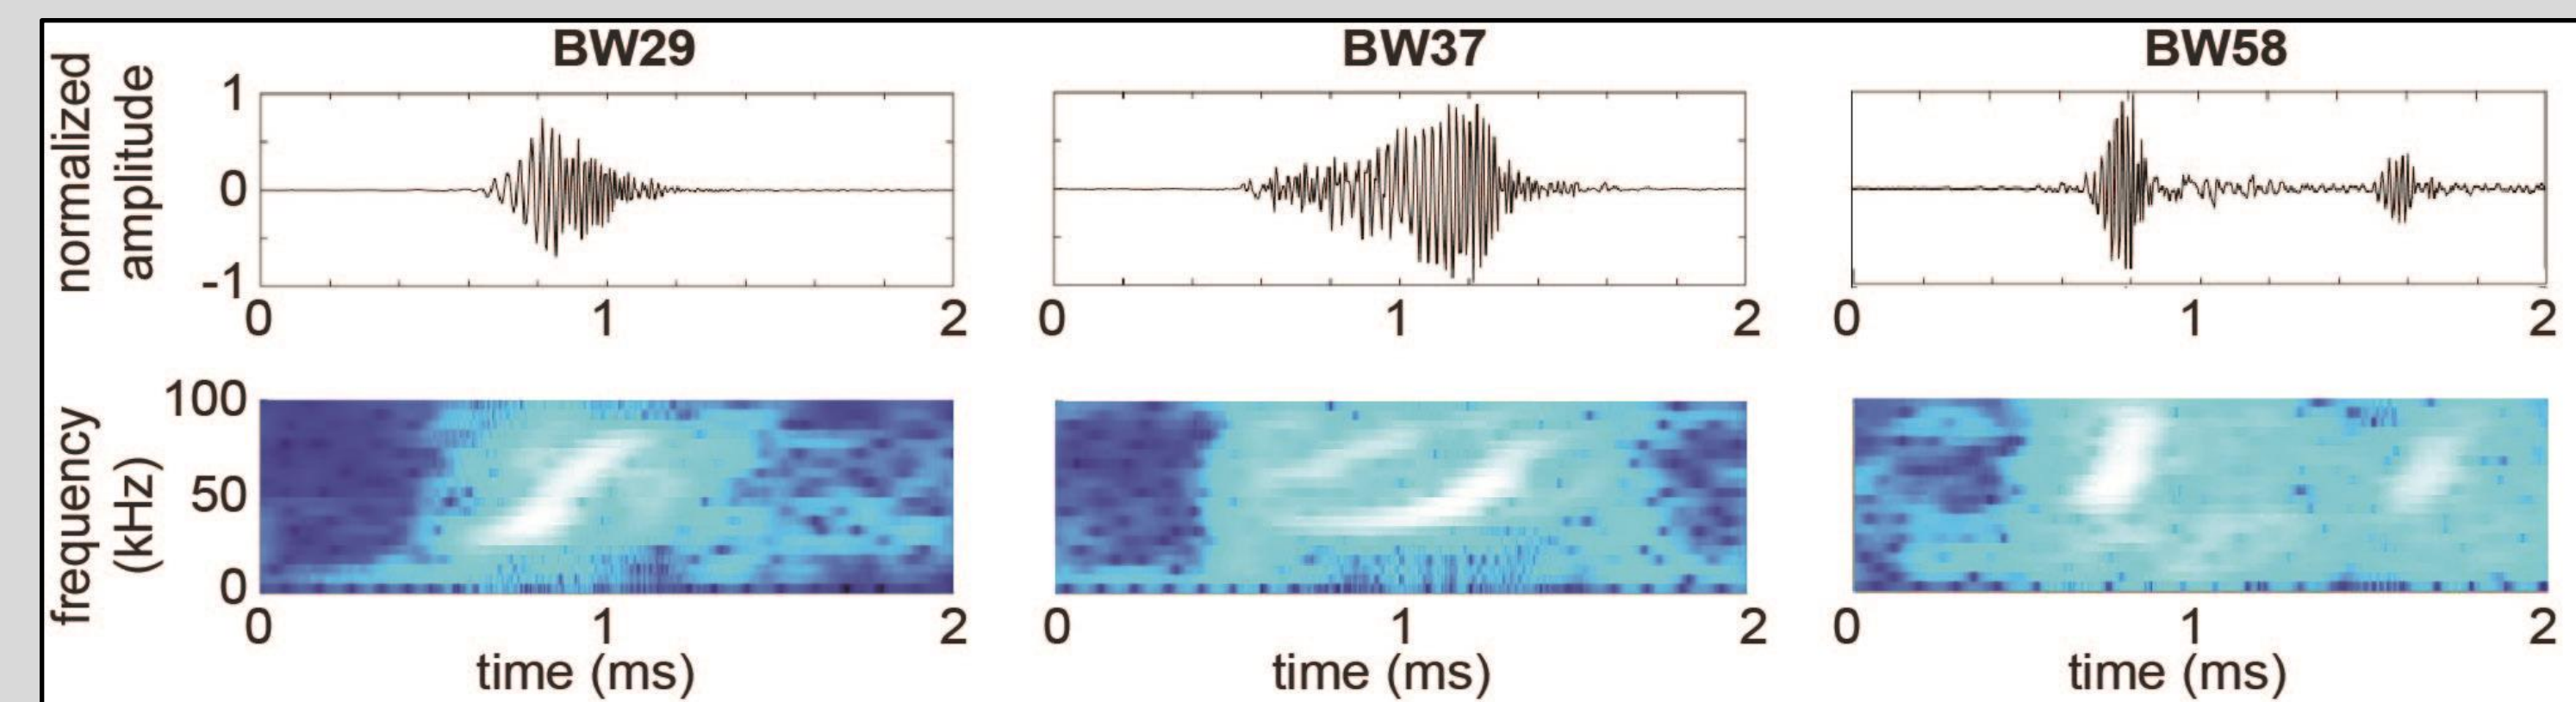 BW29 BW37 BW58
normalized
amplitude
1
0
-1
0 1 2 0 1 2 0 1 2
frequency
(kHz)
100
50
0
0 1 2 0 1 2 0 1 2
time (ms) time (ms) time (ms)